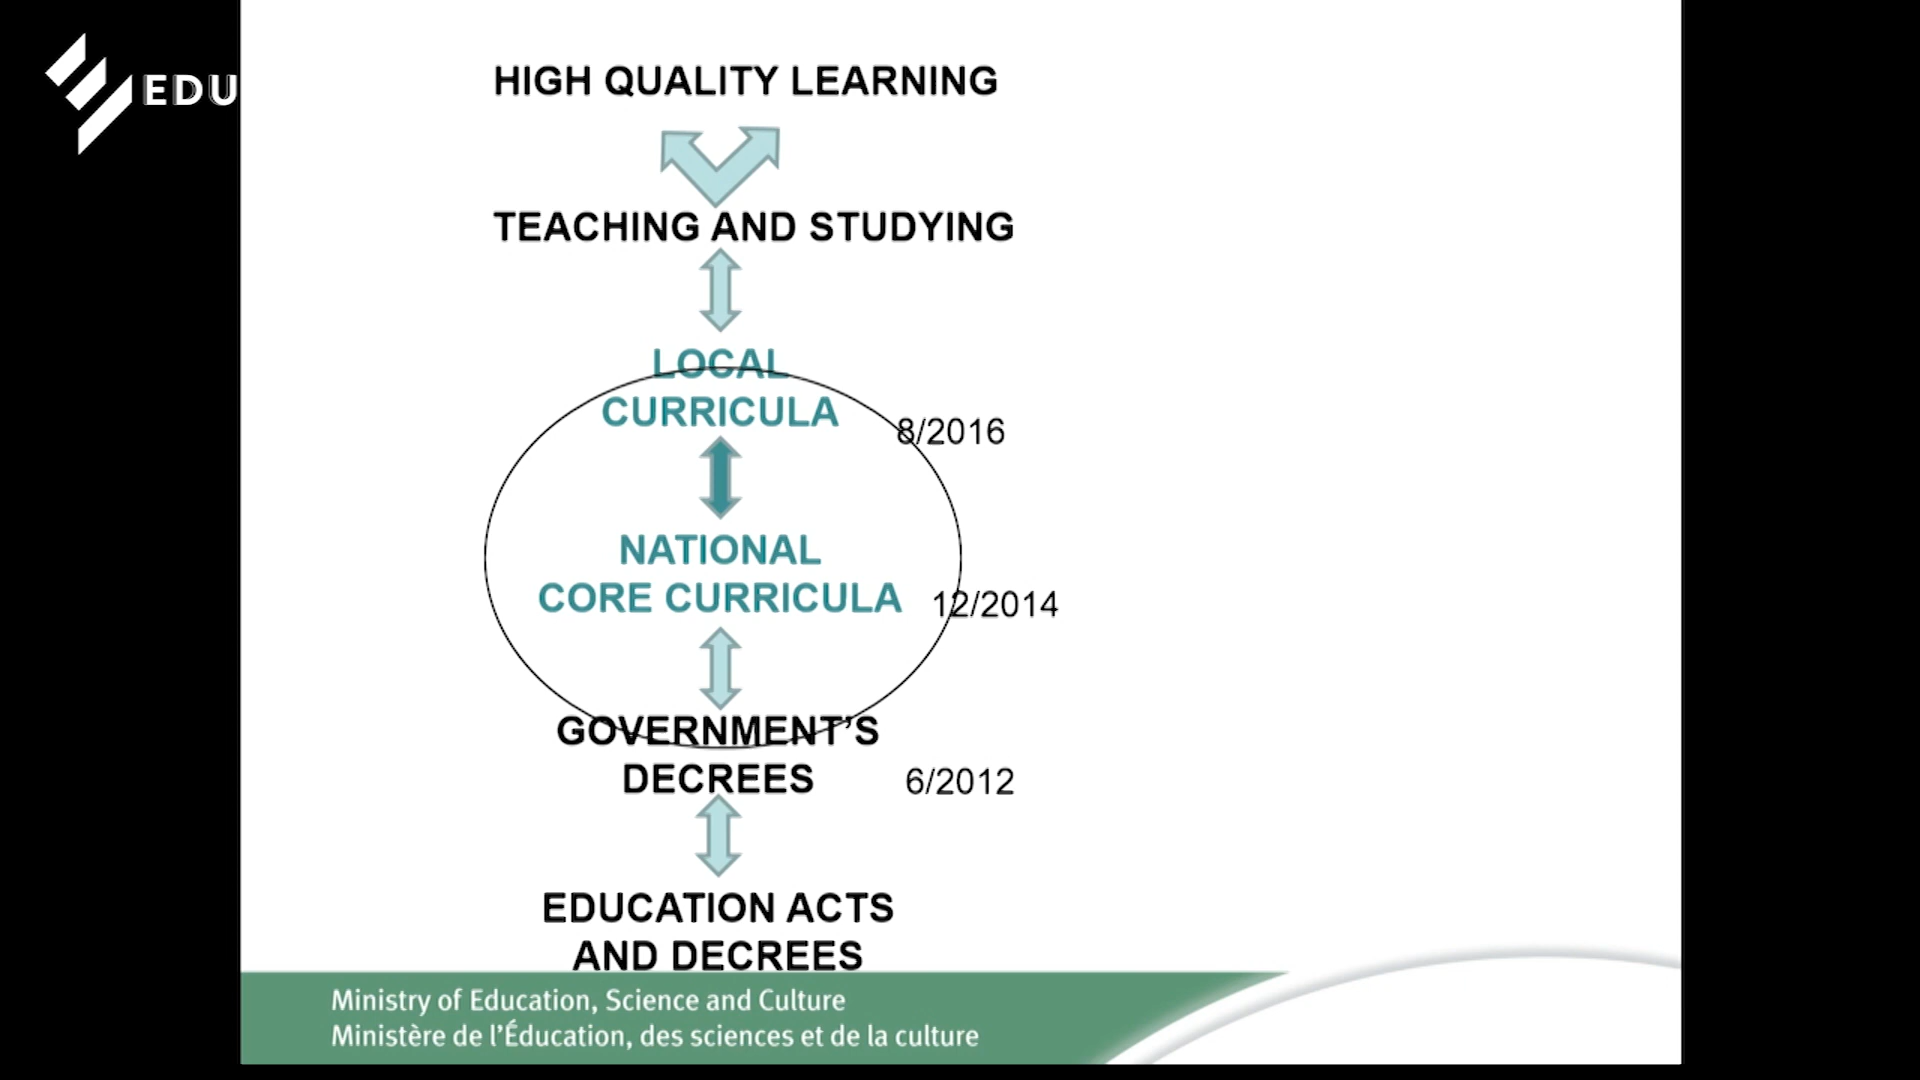 EDU
HIGH QUALITY LEARNING
TEACHING AND STUDYING
LOCAL
CURRICULA
8/2016
NATIONAL
CORE CURRICULA
12/2014
GOVERNMENT’S
DECREES
6/2012
EDUCATION ACTS
AND DECREES
Ministry of Education, Science and Culture
Ministère de l’Éducation, des sciences et de la culture